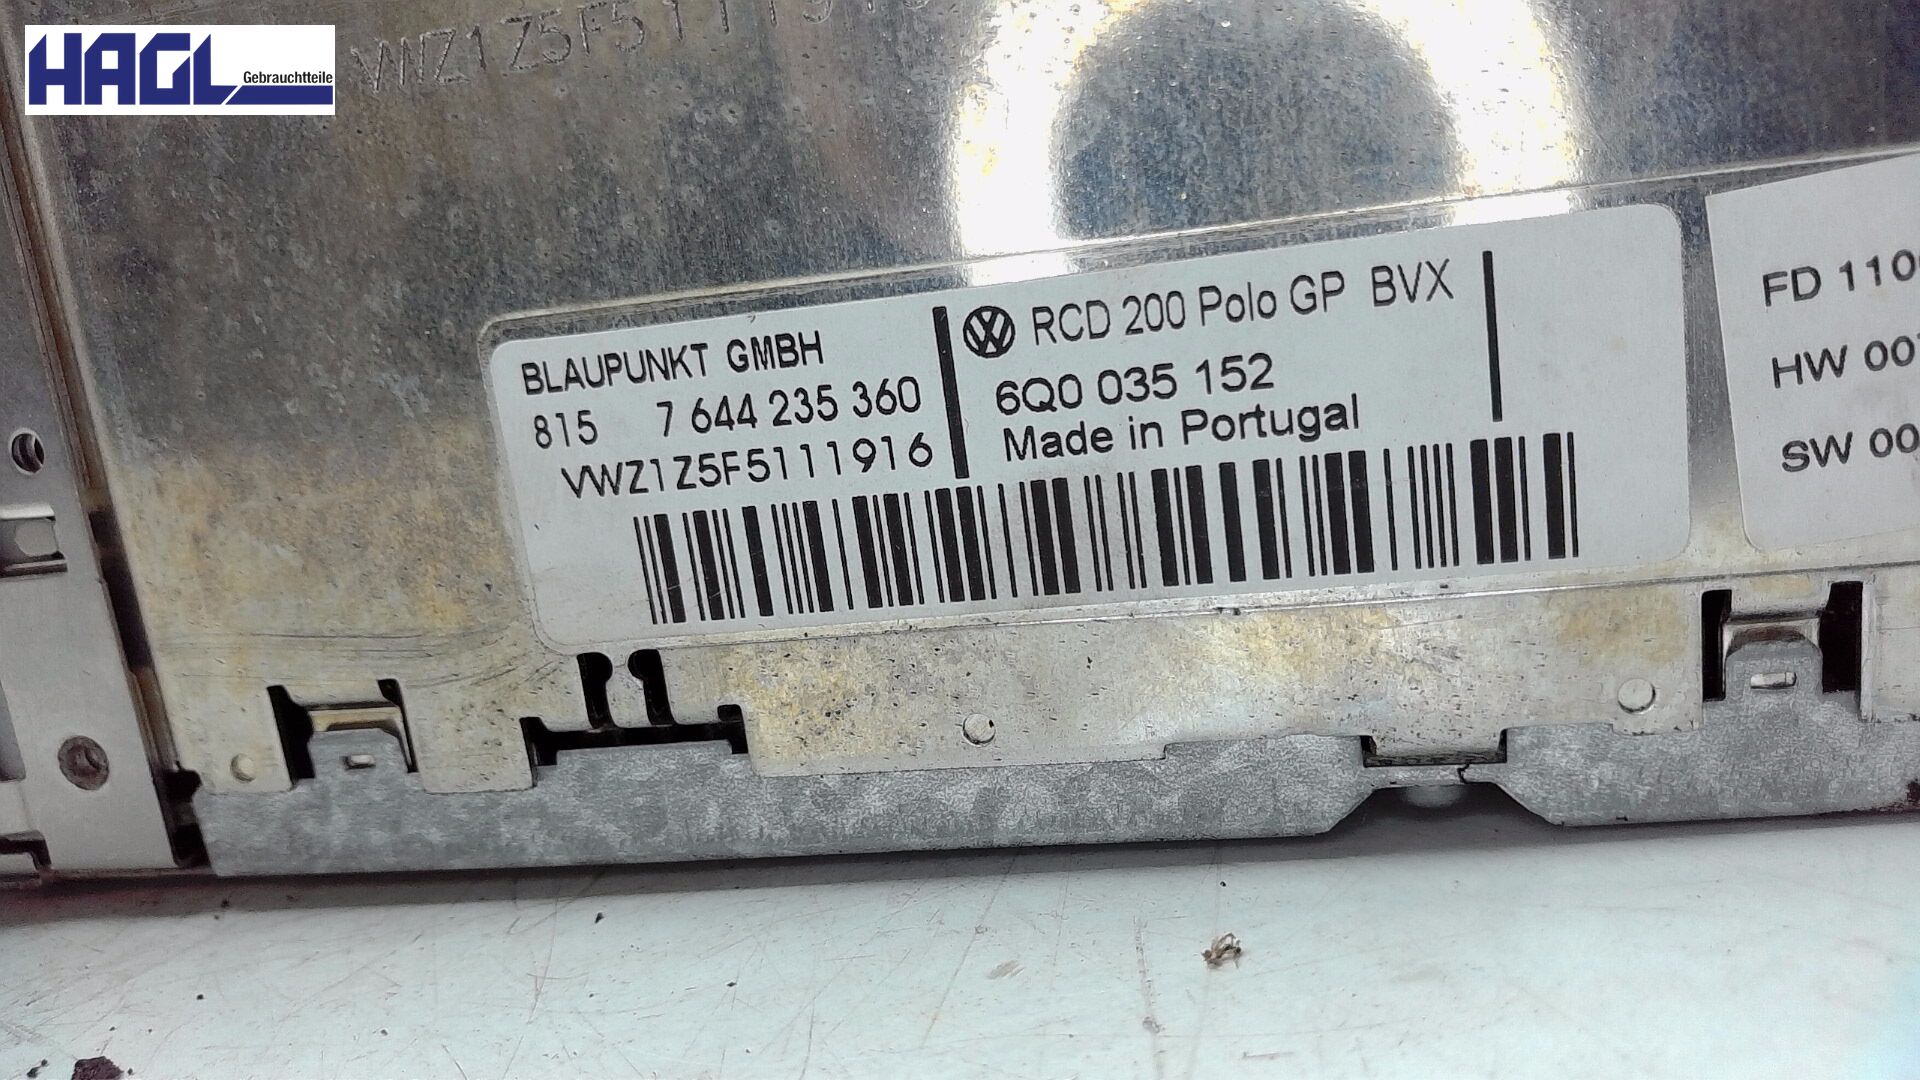 HAGL Gebrauchtteile
VWZ1Z5F5111916
BLAUPUNKT GMBH
815 7 644 235 360
VWZ1Z5F5111916
RCD 200 Polo GP BVX
6Q0 035 152
Made in Portugal
FD 110
HW 00
SW 00